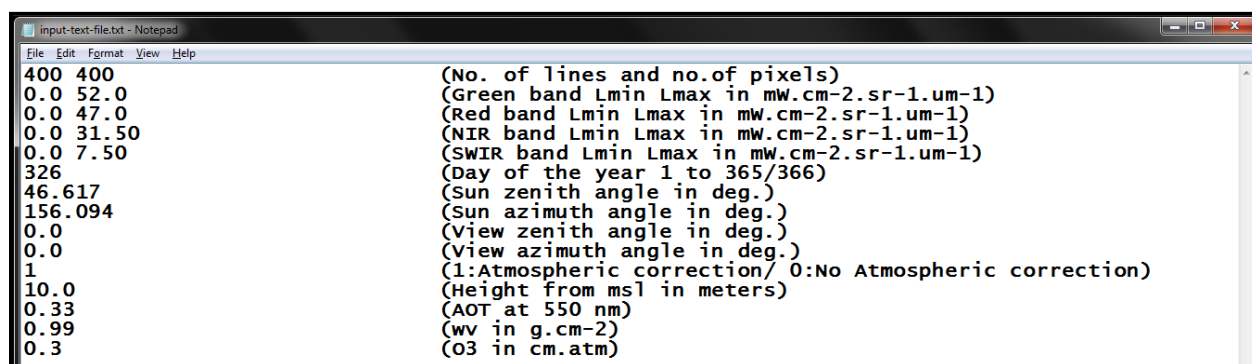 input-text-file.txt - Notepad
File Edit Format View Help
400 400 (No. of lines and no.of pixels)
0.0 52.0 (Green band Lmin Lmax in mW.cm-2.sr-1.um-1)
0.0 47.0 (Red band Lmin Lmax in mW.cm-2.sr-1.um-1)
0.0 31.50 (NIR band Lmin Lmax in mW.cm-2.sr-1.um-1)
0.0 7.50 (SWIR band Lmin Lmax in mW.cm-2.sr-1.um-1)
326 (Day of the year 1 to 365/366)
46.617 (Sun zenith angle in deg.)
156.094 (Sun azimuth angle in deg.)
0.0 (View zenith angle in deg.)
0.0 (View azimuth angle in deg.)
1 (1:Atmospheric correction/ 0:No Atmospheric correction)
10.0 (Height from msl in meters)
0.33 (AOT at 550 nm)
0.99 (wv in g.cm-2)
0.3 (O3 in cm.atm)